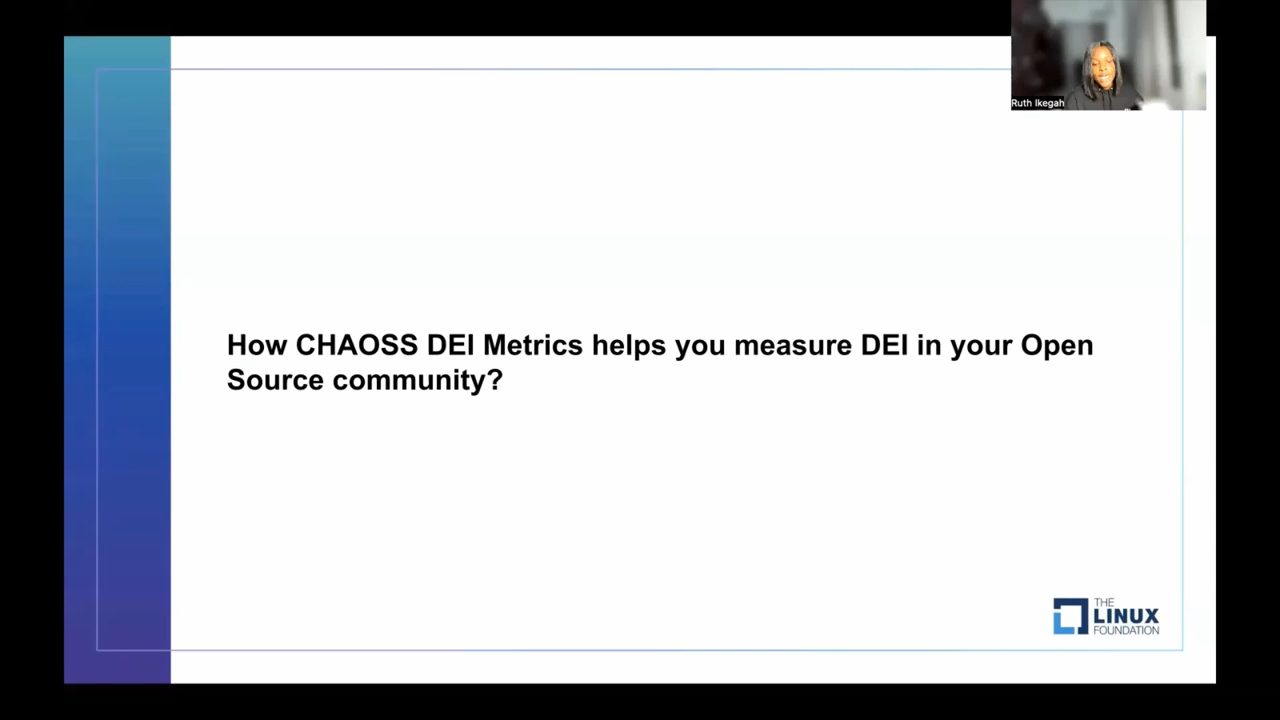 Ruth Ikegah
How CHAOSS DEI Metrics helps you measure DEI in your Open
Source community?
THE
LINUX
FOUNDATION